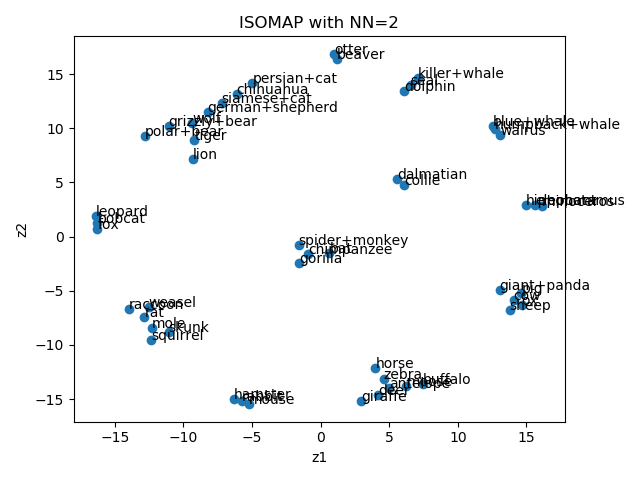 ISOMAP with NN=2
otter
beaver
killer+whale
seal
dolphin
persian+cat
chihuahua
siamese+cat
german+shepherd
wolf
grizzly+bear
polar+bear
tiger
lion
blue+whale
humpback+whale
walrus
dalmatian
collie
hippopotamus
elephant
rhinoceros
leopard
bobcat
fox
spider+monkey
chimpanzee
bat
gorilla
giant+panda
pig
cow
ox
sheep
weasel
raccoon
rat
mole
skunk
squirrel
horse
zebra
buffalo
moose
antelope
deer
giraffe
hamster
rabbit
mouse
15
10
5
0
−5
−10
−15
z2
−15
−10
−5
0
5
10
15
z1